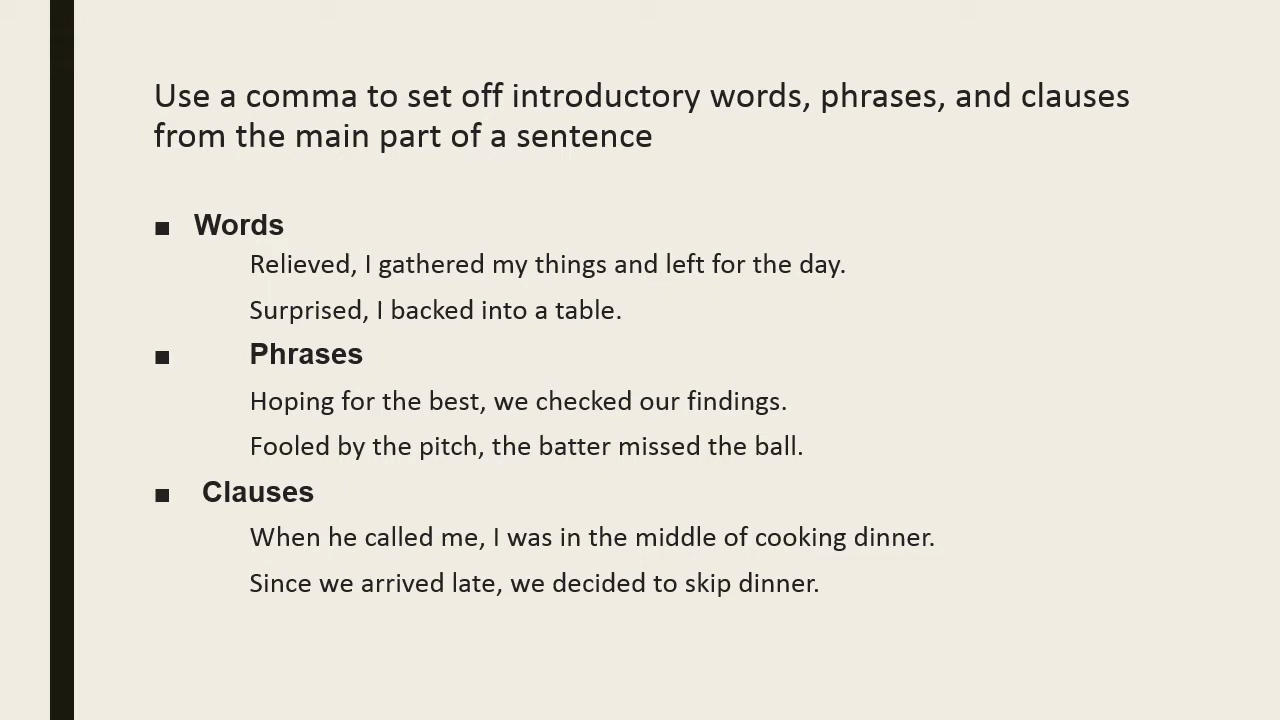 Use a comma to set off introductory words, phrases, and clauses
from the main part of a sentence
■ Words
Relieved, I gathered my things and left for the day.
Surprised, I backed into a table.
■ Phrases
Hoping for the best, we checked our findings.
Fooled by the pitch, the batter missed the ball.
■ Clauses
When he called me, I was in the middle of cooking dinner.
Since we arrived late, we decided to skip dinner.